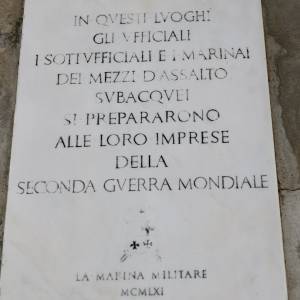 IN QVESTI LVOGHI
GLI VFFICIALI
I SOTTVFFICIALI E I MARINAI
DEI MEZZI D'ASSALTO
SVBACQVEI
SI PREPARARONO
ALLE LORO IMPRESE
DELLA
SECONDA GVERRA MONDIALE
LA MARINA MILITARE
MCMLXI